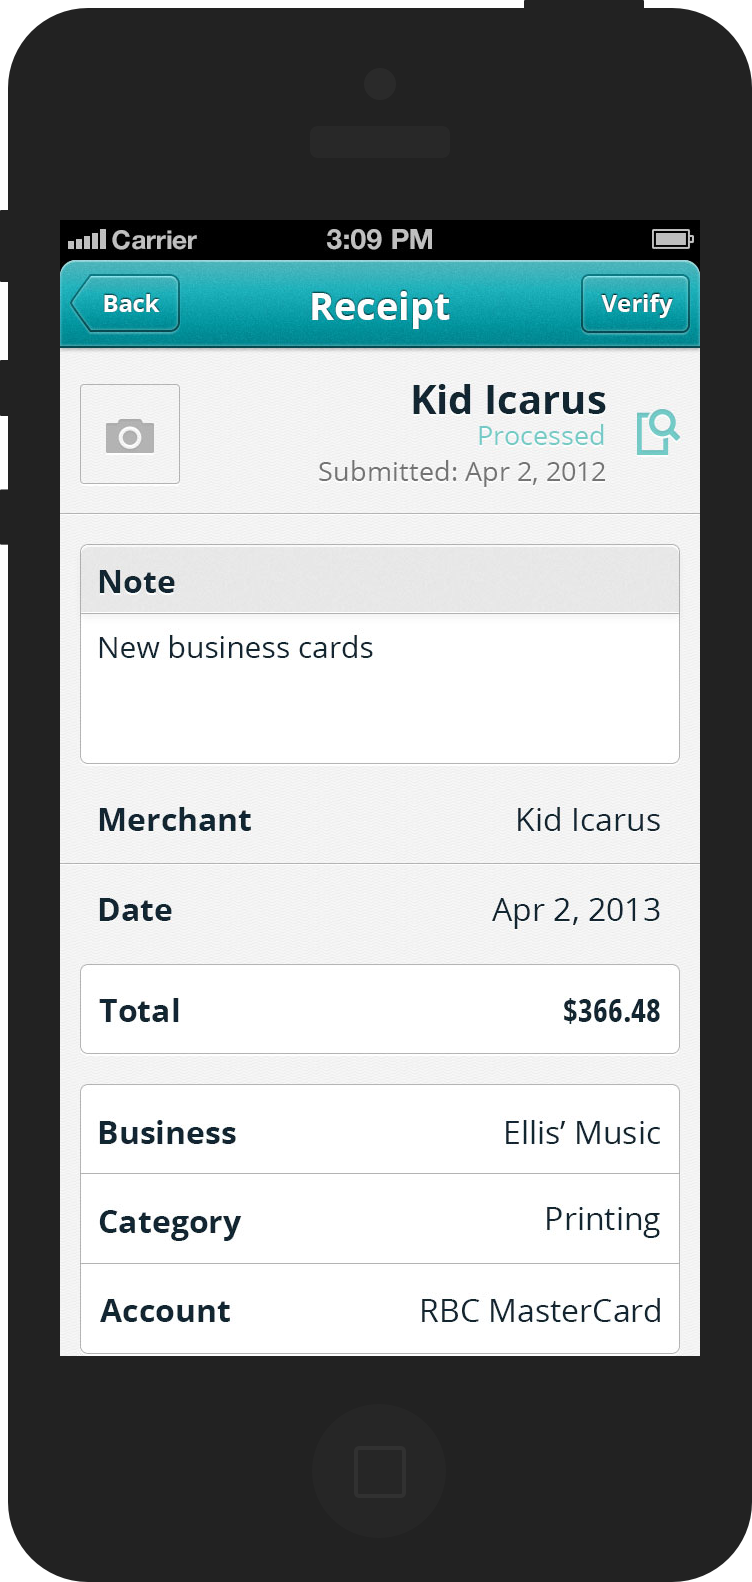 Carrier 3:09 PM
Back Receipt Verify
Kid Icarus
Processed
Submitted: Apr 2, 2012
Note
New business cards
Merchant Kid Icarus
Date Apr 2, 2013
Total $366.48
Business Ellis’ Music
Category Printing
Account RBC MasterCard